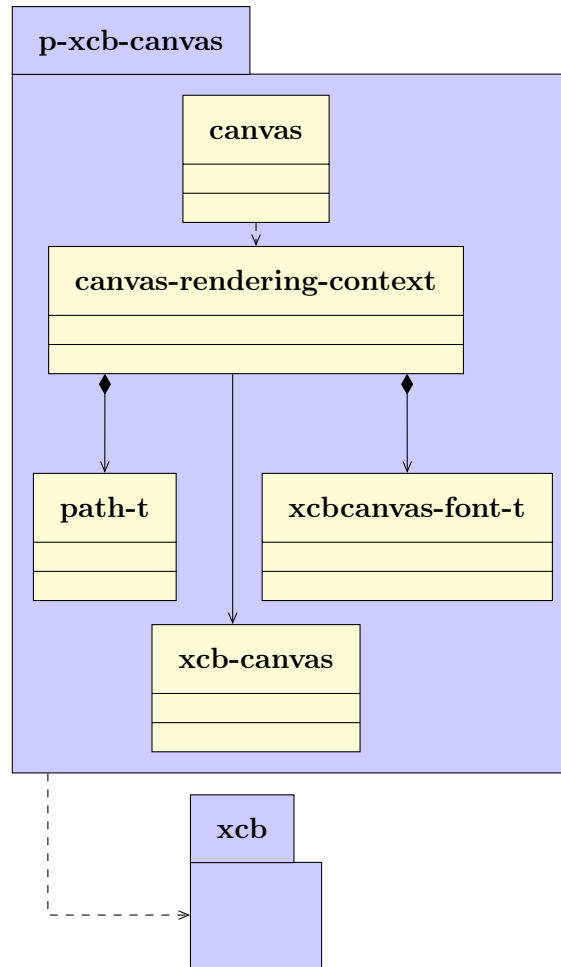 p-xcb-canvas
canvas
canvas-rendering-context
path-t
xcbcanvas-font-t
xcb-canvas
xcb